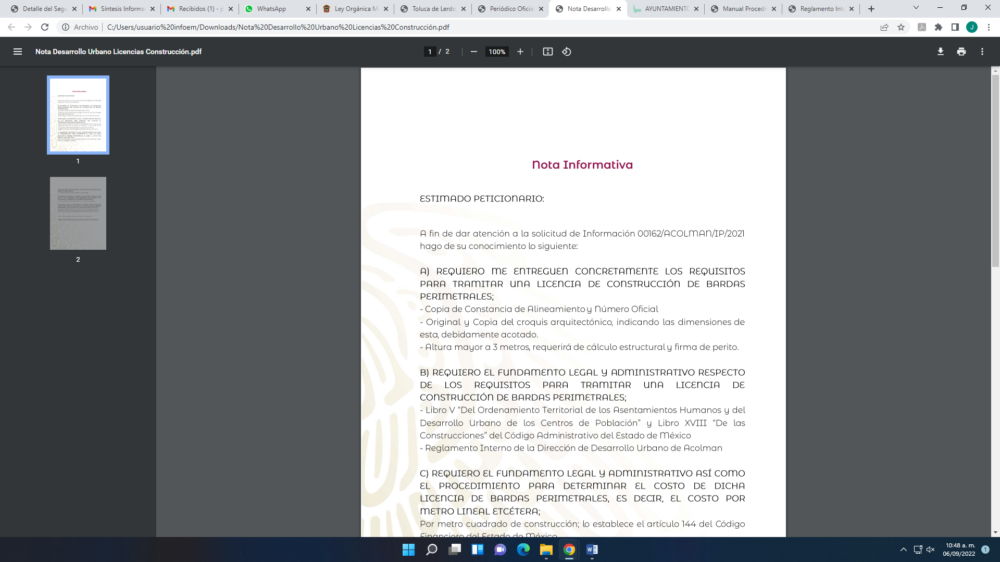 Detalle del Segu
Síntesis Informa
Recibidos (1) - p
WhatsApp
Ley Orgánica M
Toluca de Lerdo
Periódico Oficia
Nota Desarrollo
AYUNTAMIENTO
Manual Procedi
Reglamento Inte
Archivo
C:/Users/usuario%20infoem/Downloads/Nota%20Desarrollo%20Urbano%20Licencias%20Construcción.pdf
J
Nota Desarrollo Urbano Licencias Construcción.pdf
1 / 2
100%
1
2
Nota Informativa
ESTIMADO PETICIONARIO:
A fin de dar atención a la solicitud de Información 00162/ACOLMAN/IP/2021
hago de su conocimiento lo siguiente:
A) REQUIERO ME ENTREGUEN CONCRETAMENTE LOS REQUISITOS
PARA TRAMITAR UNA LICENCIA DE CONSTRUCCIÓN DE BARDAS
PERIMETRALES;
- Copia de Constancia de Alineamiento y Número Oficial
- Original y Copia del croquis arquitectónico, indicando las dimensiones de
esta, debidamente acotado.
- Altura mayor a 3 metros, requerirá de cálculo estructural y firma de perito.
B) REQUIERO EL FUNDAMENTO LEGAL Y ADMINISTRATIVO RESPECTO
DE LOS REQUISITOS PARA TRAMITAR UNA LICENCIA DE
CONSTRUCCIÓN DE BARDAS PERIMETRALES;
- Libro V “Del Ordenamiento Territorial de los Asentamientos Humanos y del
Desarrollo Urbano de los Centros de Población” y Libro XVIII “De las
Construcciones” del Código Administrativo del Estado de México
- Reglamento Interno de la Dirección de Desarrollo Urbano de Acolman
C) REQUIERO EL FUNDAMENTO LEGAL Y ADMINISTRATIVO ASÍ COMO
EL PROCEDIMIENTO PARA DETERMINAR EL COSTO DE DICHA
LICENCIA DE BARDAS PERIMETRALES, ES DECIR, EL COSTO POR
METRO LINEAL ETCÉTERA;
Por metro cuadrado de construcción; lo establece el artículo 144 del Código
Financiero del Estado de México
10:48 a. m.
06/09/2022
1